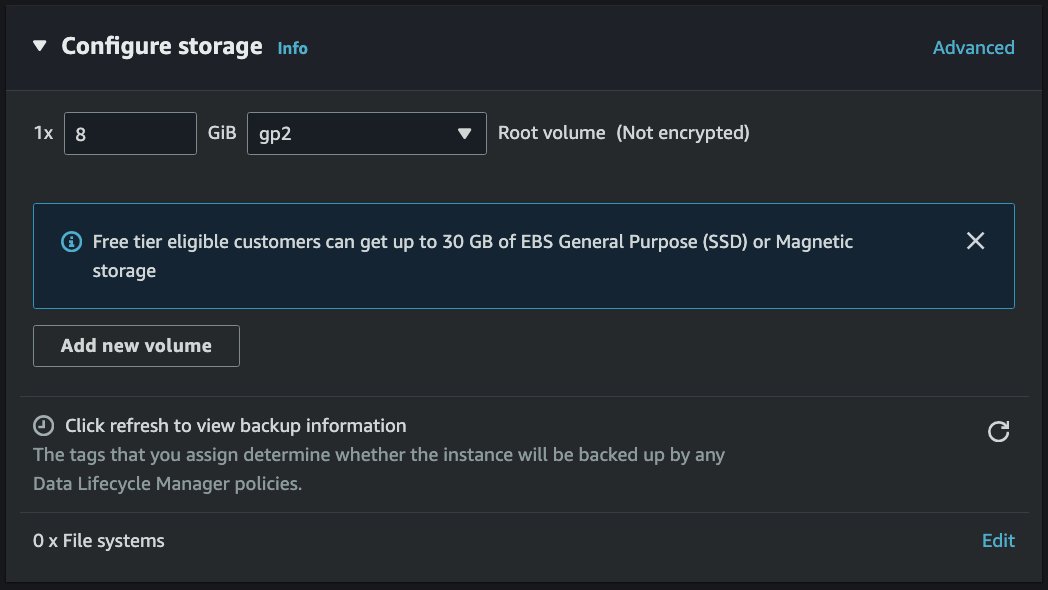 Configure storage Info Advanced
1x 8 GiB gp2 Root volume (Not encrypted)
Free tier eligible customers can get up to 30 GB of EBS General Purpose (SSD) or Magnetic
storage
Add new volume
Click refresh to view backup information
The tags that you assign determine whether the instance will be backed up by any
Data Lifecycle Manager policies.
0 x File systems Edit